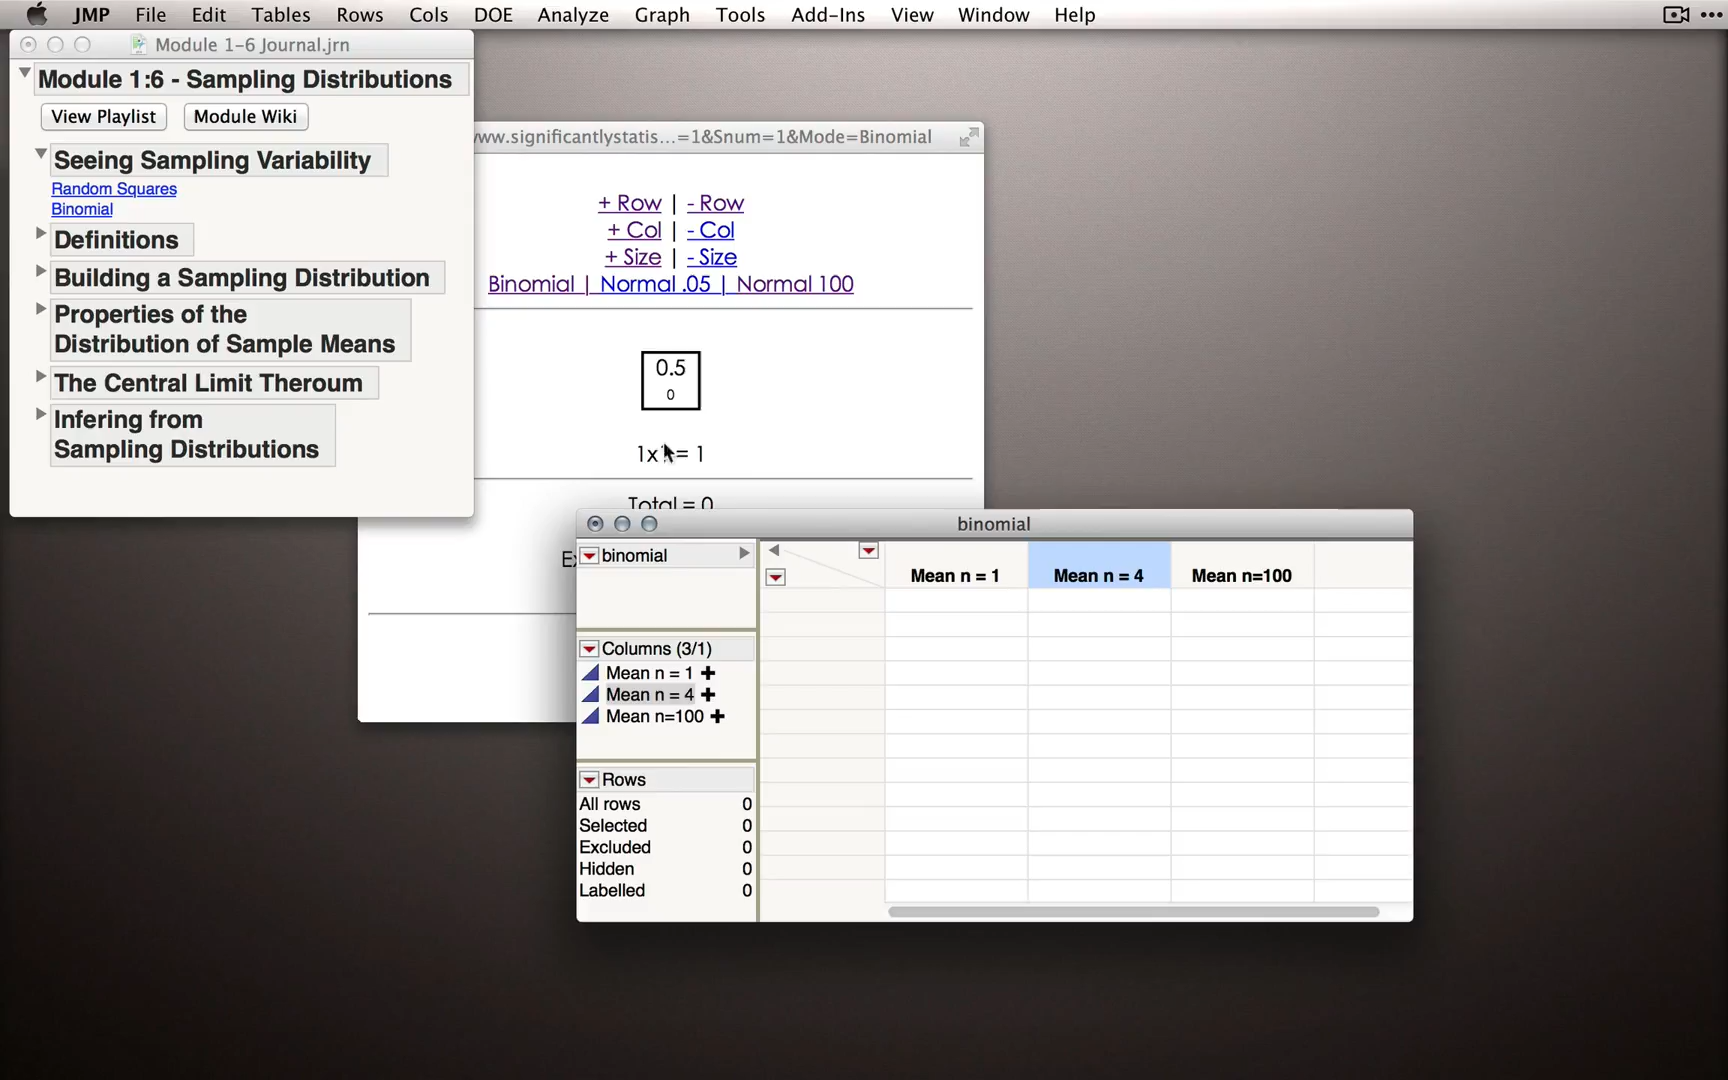 JMP File Edit Tables Rows Cols DOE Analyze Graph Tools Add-Ins View Window Help
Module 1-6 Journal.jrn
Module 1:6 - Sampling Distributions
View Playlist Module Wiki
Seeing Sampling Variability
Random Squares
Binomial
Definitions
Building a Sampling Distribution
Properties of the
Distribution of Sample Means
The Central Limit Theroum
Infering from
Sampling Distributions
www.significantlystatis...=1&Snum=1&Mode=Binomial
+ Row | - Row
+ Col | - Col
+ Size | - Size
Binomial | Normal .05 | Normal 100
0.5
0
1x = 1
Total = 0
binomial
binomial
Columns (3/1)
Mean n = 1
Mean n = 4
Mean n=100
Rows
All rows 0
Selected 0
Excluded 0
Hidden 0
Labelled 0
Mean n = 1 Mean n = 4 Mean n=100